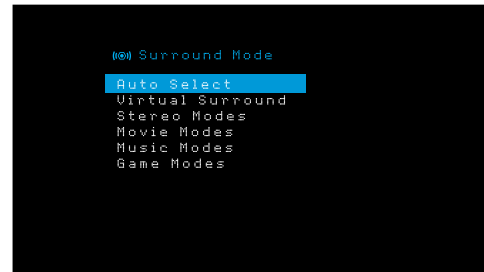 Surround Mode
Auto Select
Virtual Surround
Stereo Modes
Movie Modes
Music Modes
Game Modes